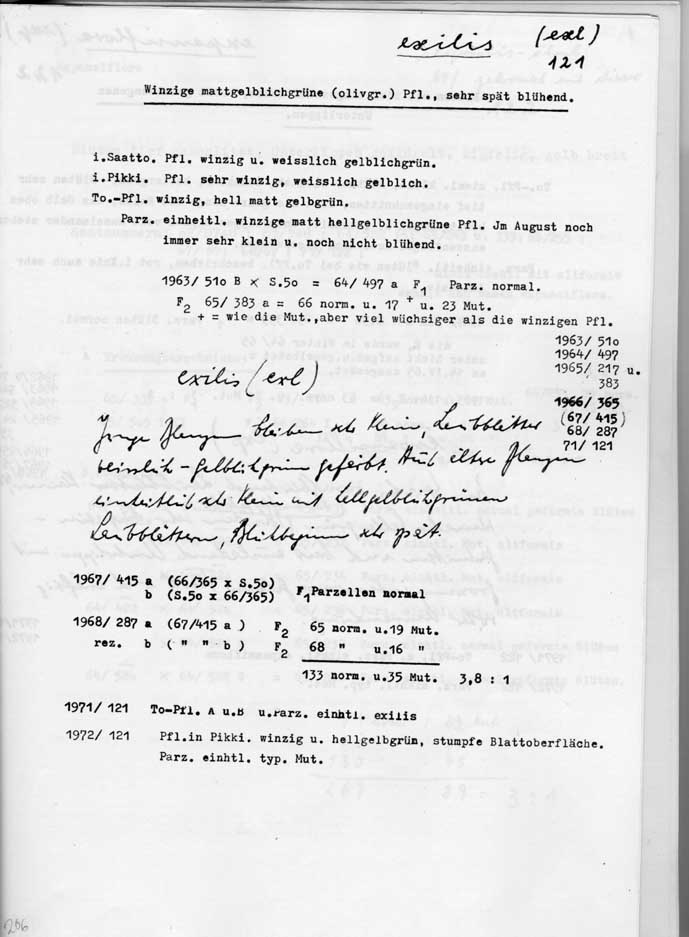 exilis (exl)
121
Winzige mattgelblichgrüne (olivgr.) Pfl., sehr spät blühend.
i.Saatto. Pfl. winzig u. weisslich gelblichgrün.
i.Pikki. Pfl. sehr winzig, weisslich gelblich.
To.-Pfl. winzig, hell matt gelbgrün.
Parz. einheitl. winzige matt hellgelblichgrüne Pfl. Jm August noch
immer sehr klein u. noch nicht blühend.
1963/ 51o B × S.5o = 64/ 497 a F1 Parz. normal.
F2 65/ 383 a = 66 norm. u. 17 + u. 23 Mut.
+ = wie die Mut.,aber viel wüchsiger als die winzigen Pfl.
1963/ 51o
1964/ 497
1965/ 217 u.
383
1966/ 365
(67/ 415)
68/ 287
71/ 121
exilis (exl)
Junge Pflanzen bleiben sehr klein, Laubblätter
weisslich-gelblichgrün gefärbt. Auch ältere Pflanzen
einheitlich sehr klein mit hellgelblichgrünen
Laubblättern, Blühbeginn sehr spät.
1967/ 415 a (66/365 x S.5o)
b (S.5o x 66/365) F1Parzellen normal
1968/ 287 a (67/415 a ) F2 65 norm. u.19 Mut.
rez. b ( " " b ) F2 68 " u.16 "
133 norm. u.35 Mut. 3,8 : 1
1971/ 121 To-Pfl. A u.B u.Parz. einhtl. exilis
1972/ 121 Pfl.in Pikki. winzig u. hellgelbgrün, stumpfe Blattoberfläche.
Parz. einhtl. typ. Mut.
206